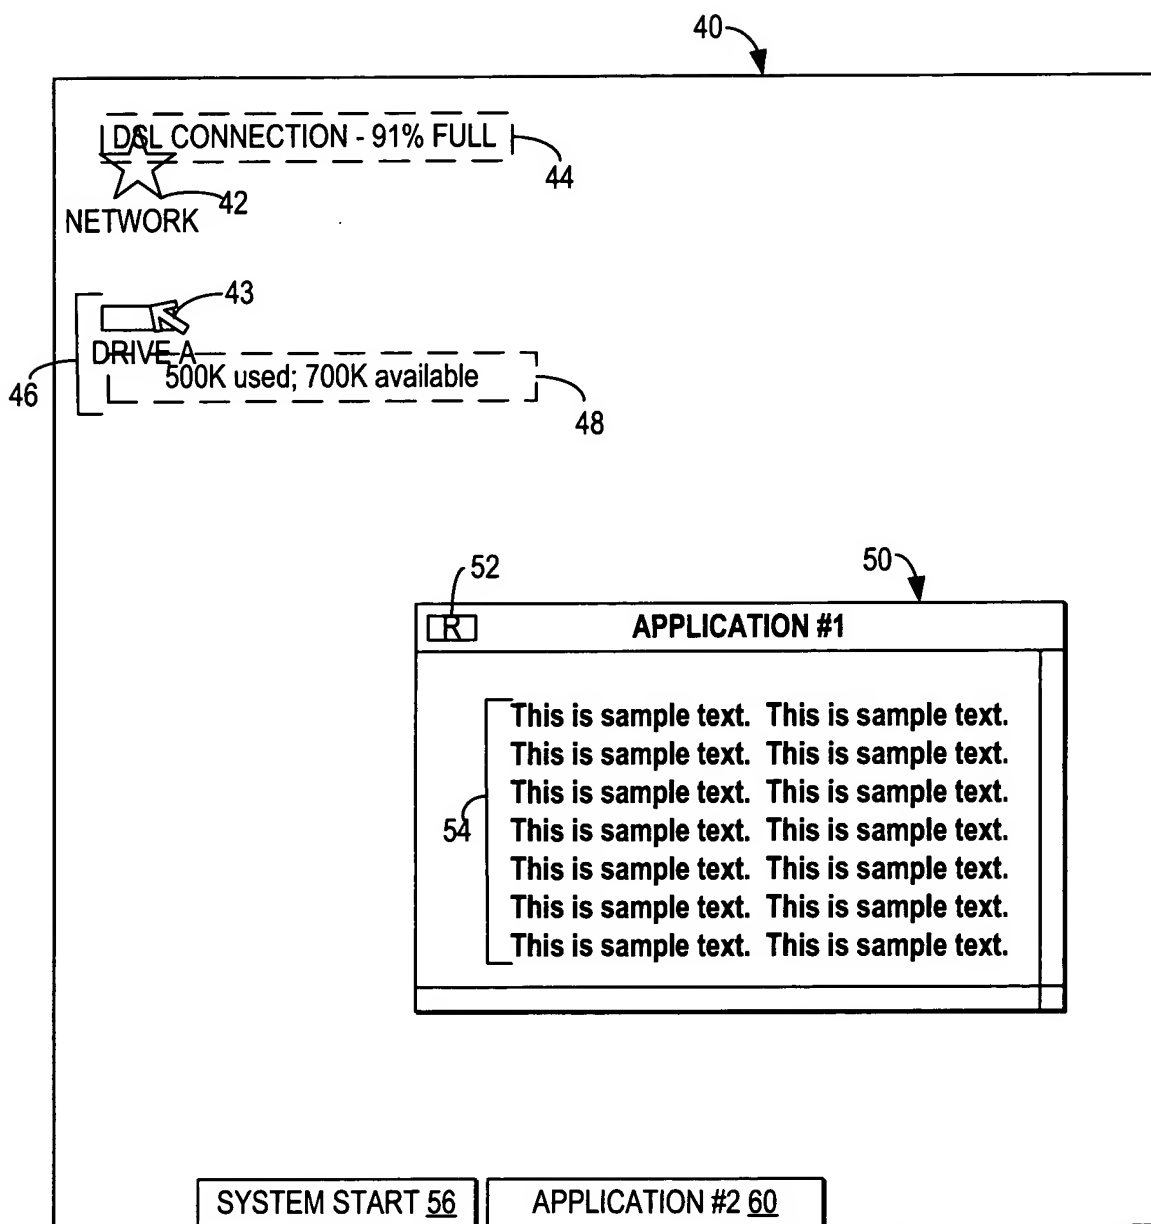 40
DSL CONNECTION - 91% FULL
44
42
NETWORK
43
DRIVE A
46
500K used; 700K available
48
52
50
R
APPLICATION #1
This is sample text. This is sample text.
This is sample text. This is sample text.
This is sample text. This is sample text.
54
This is sample text. This is sample text.
This is sample text. This is sample text.
This is sample text. This is sample text.
This is sample text. This is sample text.
SYSTEM START 56
APPLICATION #2 60